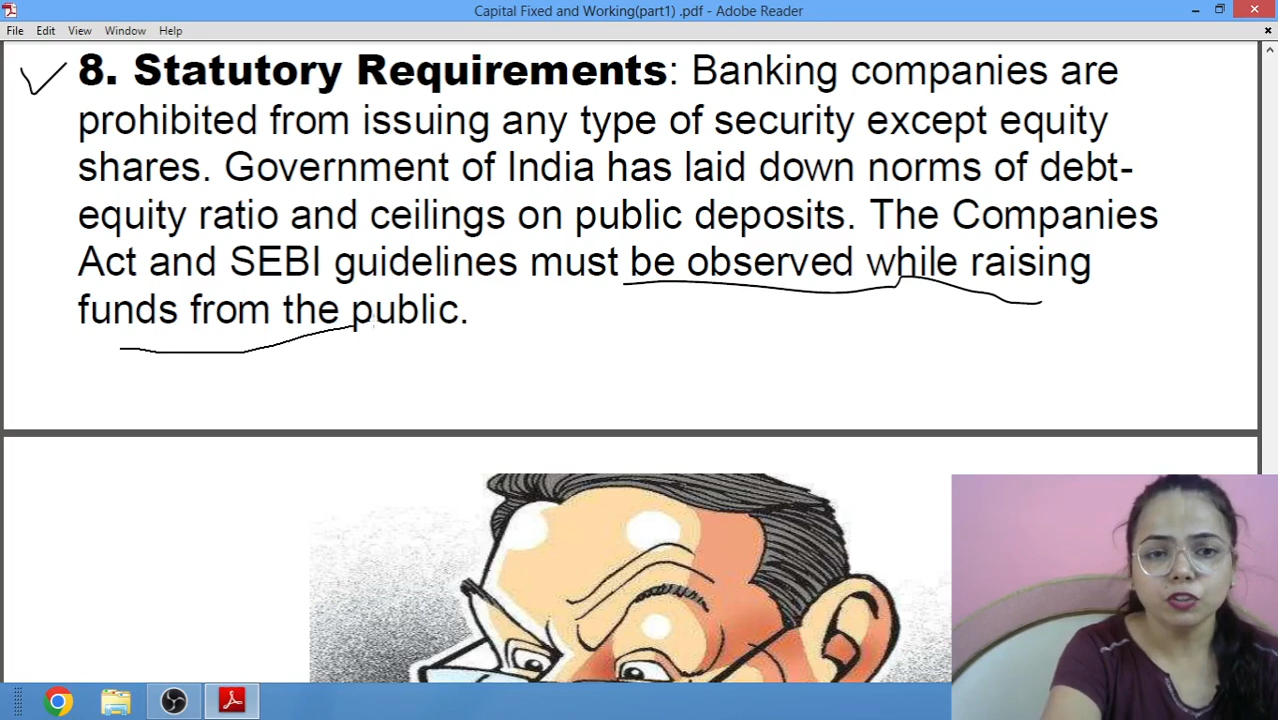 Capital Fixed and Working(part1) .pdf - Adobe Reader
File Edit View Window Help
8. Statutory Requirements: Banking companies are
prohibited from issuing any type of security except equity
shares. Government of India has laid down norms of debt-
equity ratio and ceilings on public deposits. The Companies
Act and SEBI guidelines must be observed while raising
funds from the public.